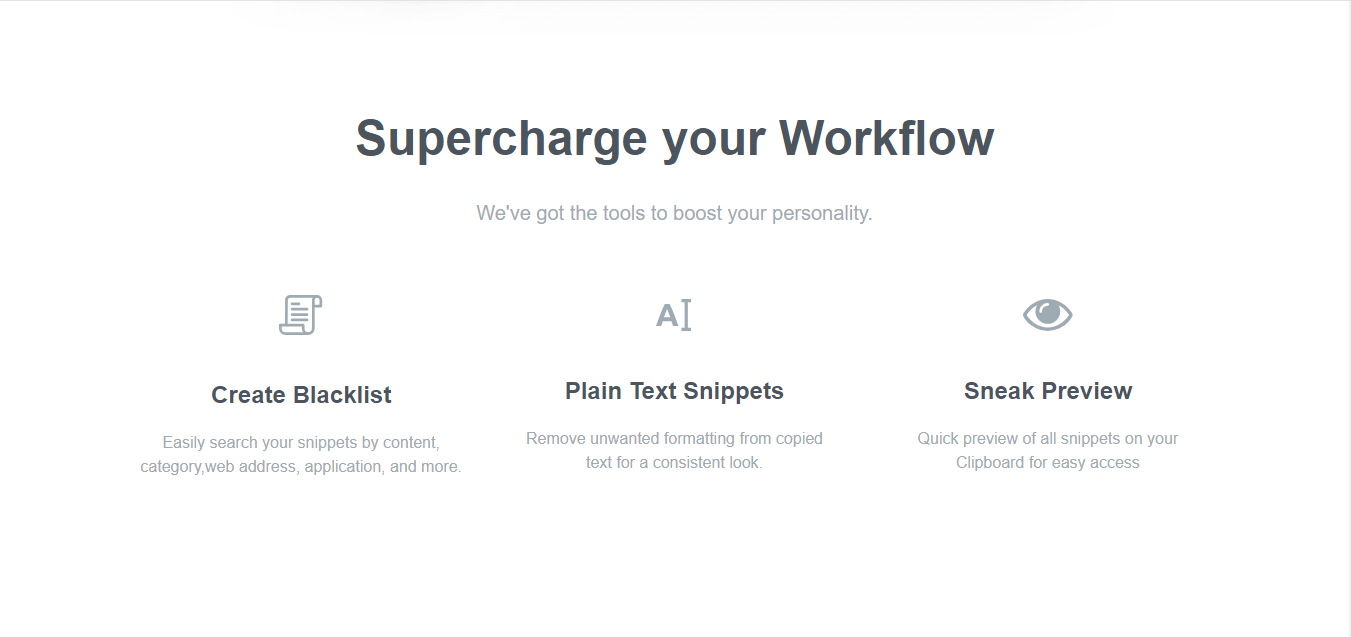 Supercharge your Workflow
We've got the tools to boost your personality.
Create Blacklist
Easily search your snippets by content,
category,web address, application, and more.
Plain Text Snippets
Remove unwanted formatting from copied
text for a consistent look.
Sneak Preview
Quick preview of all snippets on your
Clipboard for easy access